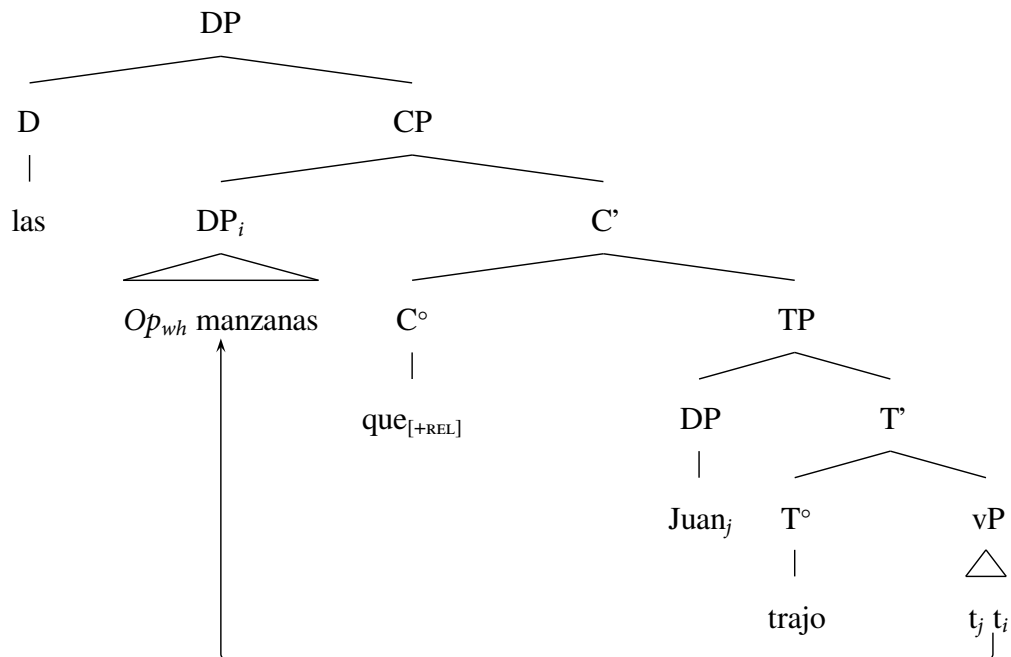 DP
D CP
las DPᵢ C’
Opwh manzanas C° TP
que[+REL] DP T’
Juanⱼ T° vP
trajo tⱼ tᵢ